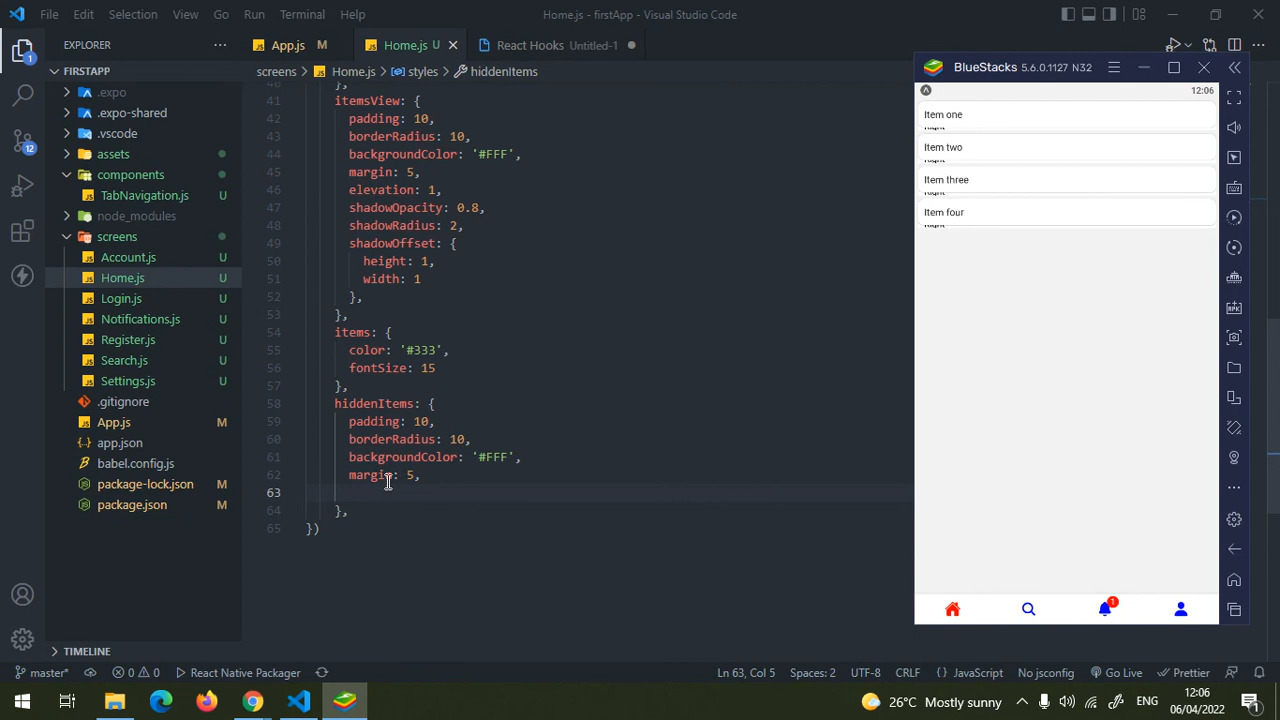 File Edit Selection View Go Run Terminal Help Home.js - firstApp - Visual Studio Code
EXPLORER
App.js M Home.js U React Hooks Untitled-1
FIRSTAPP
screens > Home.js > styles > hiddenItems
BlueStacks 5.6.0.1127 N32
.expo
.expo-shared
.vscode
assets
components
TabNavigation.js U
node_modules
screens
Account.js U
Home.js U
Login.js U
Notifications.js U
Register.js U
Search.js U
Settings.js U
.gitignore
App.js M
app.json
babel.config.js
package-lock.json M
package.json M
TIMELINE
1
12
40 },
41 itemsView: {
42 padding: 10,
43 borderRadius: 10,
44 backgroundColor: '#FFF',
45 margin: 5,
46 elevation: 1,
47 shadowOpacity: 0.8,
48 shadowRadius: 2,
49 shadowOffset: {
50 height: 1,
51 width: 1
52 },
53 },
54 items: {
55 color: '#333',
56 fontSize: 15
57 },
58 hiddenItems: {
59 padding: 10,
60 borderRadius: 10,
61 backgroundColor: '#FFF',
62 margin: 5,
63
64 },
65 })
12:06
Item one
Right
Item two
Right
Item three
Right
Item four
Right
1
master* 0 0 React Native Packager Ln 63, Col 5 Spaces: 2 UTF-8 CRLF JavaScript No jsconfig Go Live Prettier
26°C Mostly sunny ENG 12:06
06/04/2022 1